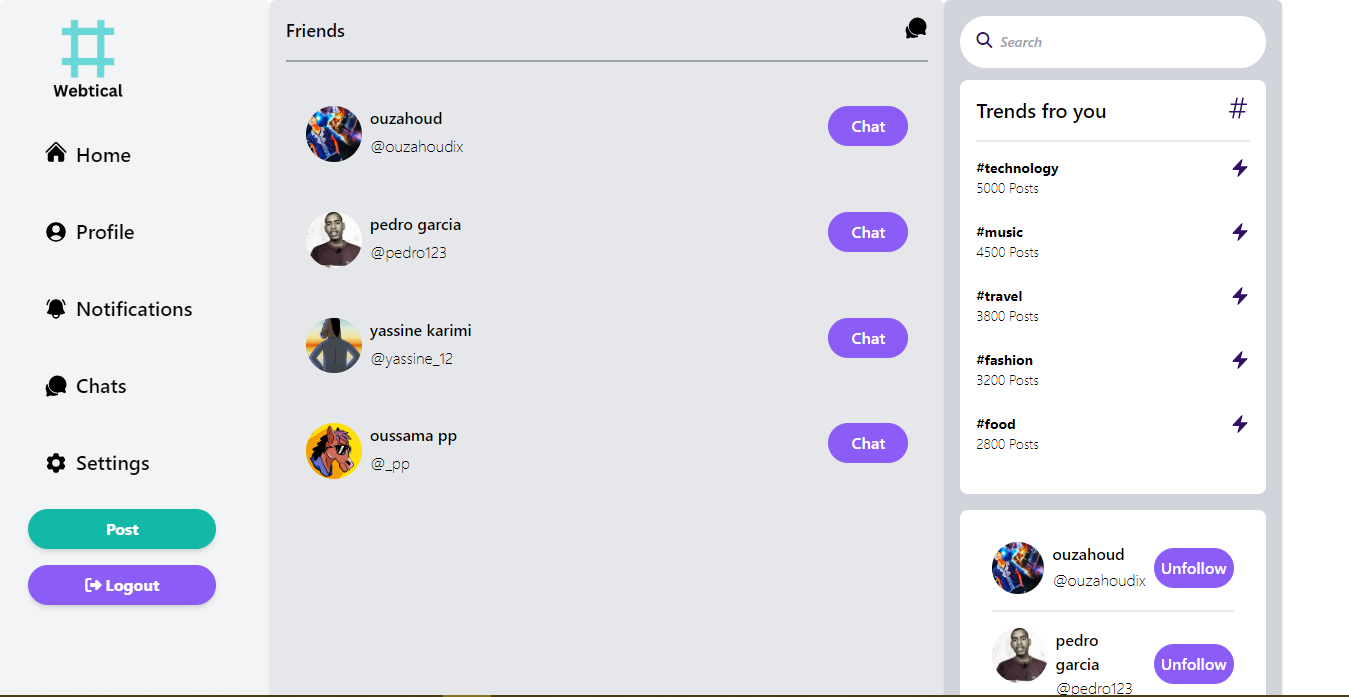 Webtical
Home
Profile
Notifications
Chats
Settings
Post
Logout
Friends
ouzahoud
@ouzahoudix
Chat
pedro garcia
@pedro123
Chat
yassine karimi
@yassine_12
Chat
oussama pp
@_pp
Chat
Search
Trends fro you
#technology
5000 Posts
#music
4500 Posts
#travel
3800 Posts
#fashion
3200 Posts
#food
2800 Posts
ouzahoud
@ouzahoudix
Unfollow
pedro
garcia
@pedro123
Unfollow